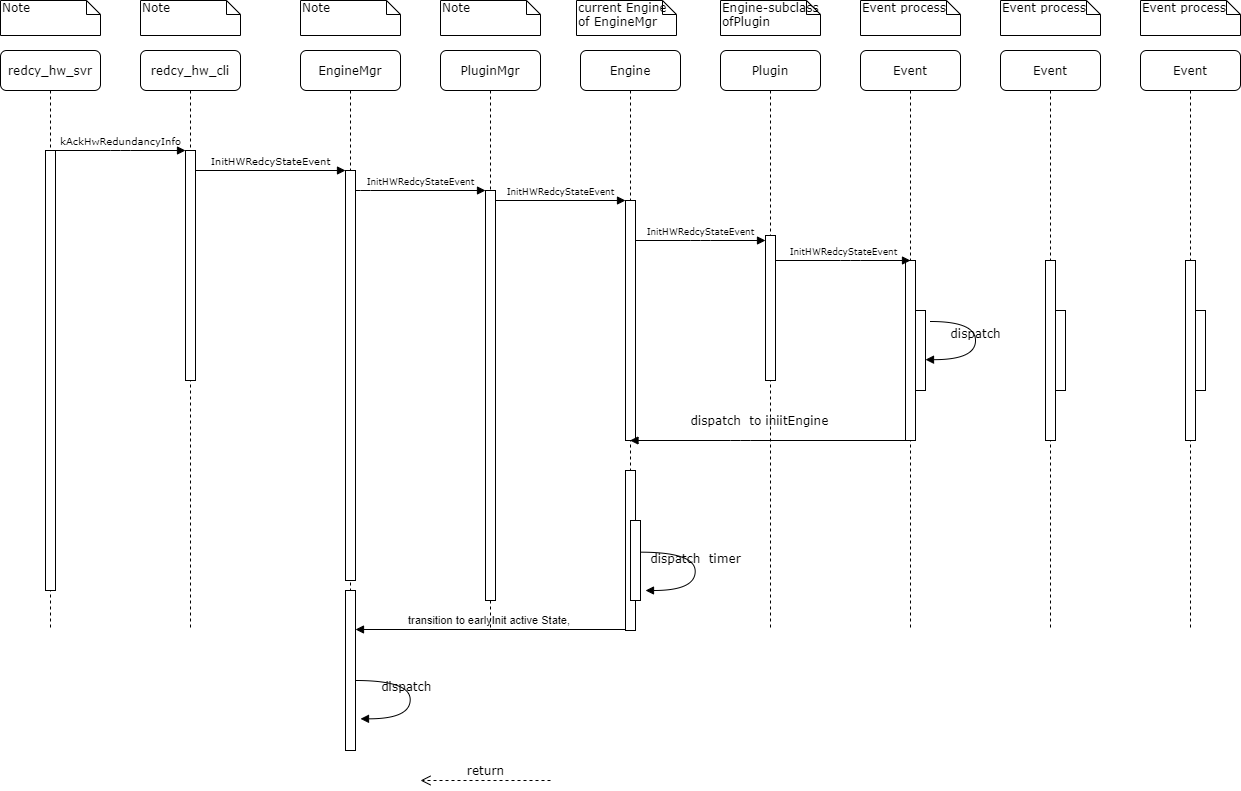 Note
Note
Note
Note
current Engine
of EngineMgr
Engine-subclass
ofPlugin
Event process
Event process
Event process
redcy_hw_svr
redcy_hw_cli
EngineMgr
PluginMgr
Engine
Plugin
Event
Event
Event
kAckHwRedundancyInfo
InitHWRedcyStateEvent
InitHWRedcyStateEvent
InitHWRedcyStateEvent
InitHWRedcyStateEvent
InitHWRedcyStateEvent
dispatch
dispatch  to iniitEngine
dispatch  timer
transition to earlyInit active State,
dispatch
return